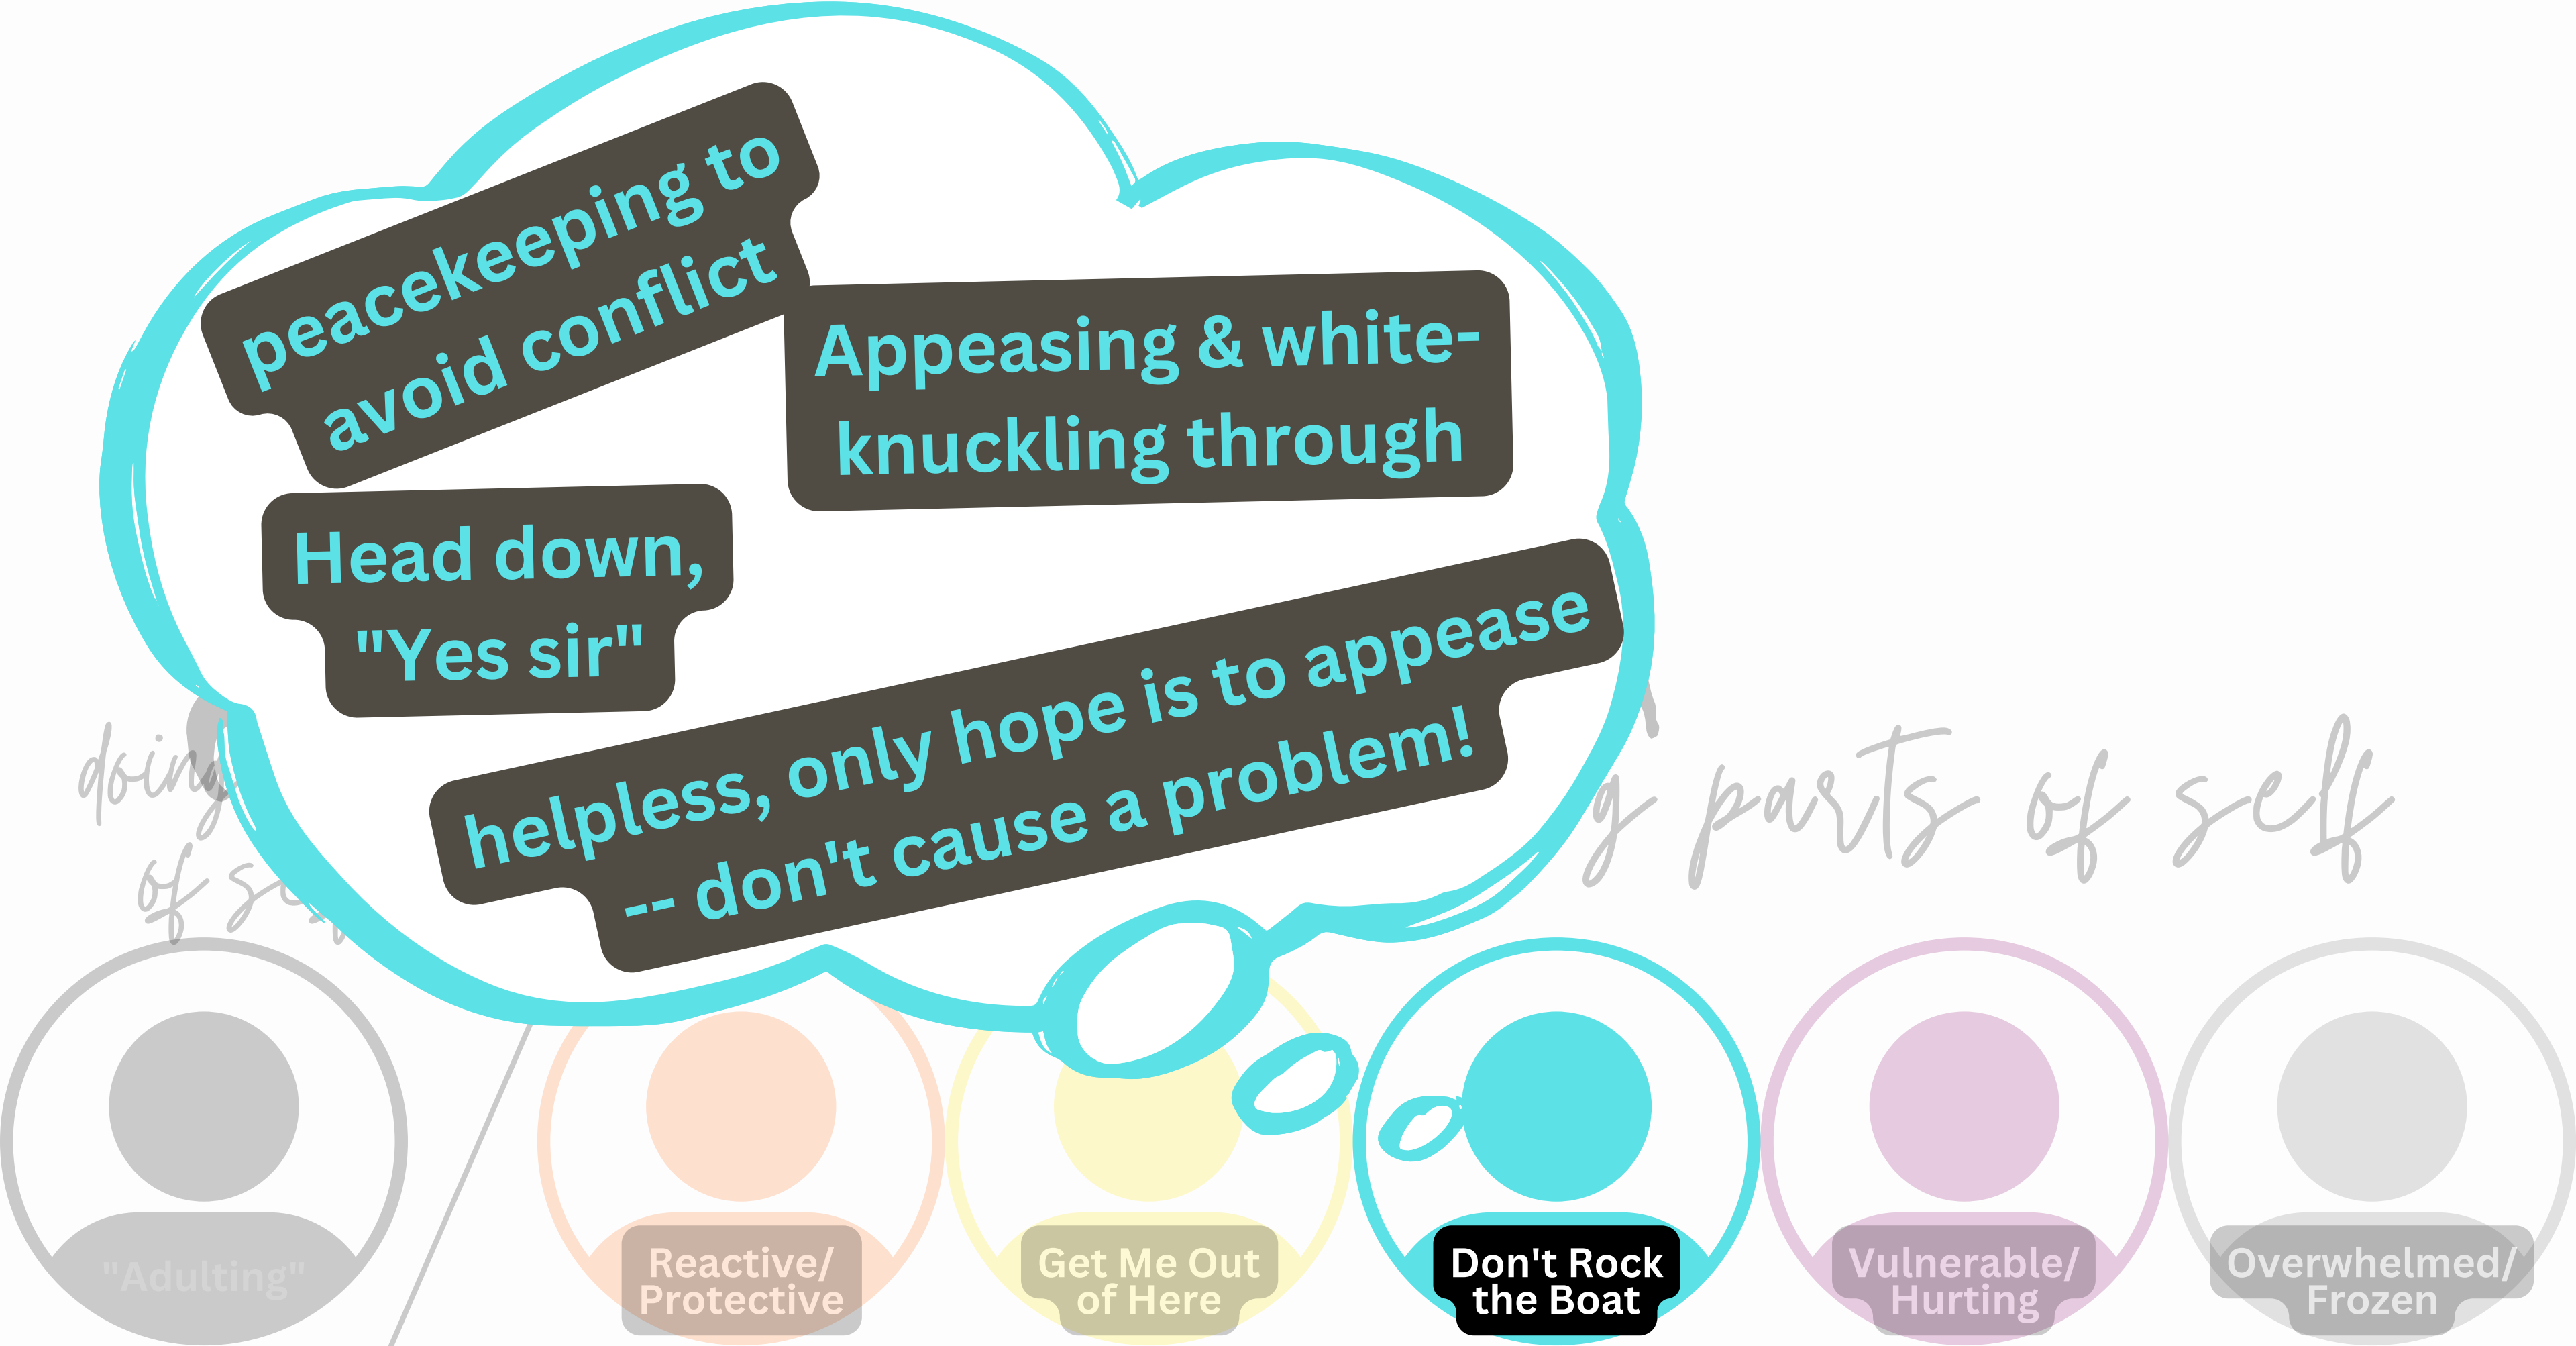 peacekeeping to
avoid conflict
Appeasing & white-
knuckling through
Head down,
"Yes sir"
helpless, only hope is to appease
-- don't cause a problem!
doing
of
parts of self
"Adulting"
Reactive/
Protective
Get Me Out
of Here
Don't Rock
the Boat
Vulnerable/
Hurting
Overwhelmed/
Frozen